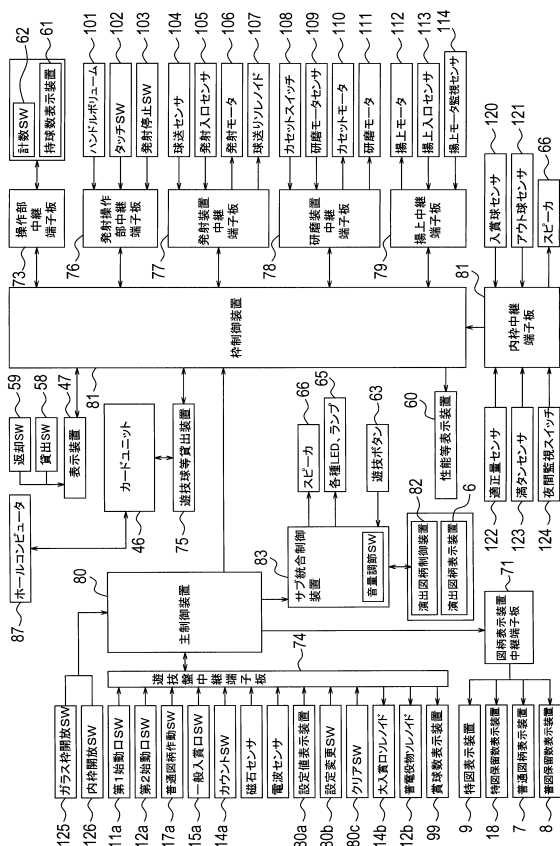 62
計数SW
61
持球数表示装置
操作部
中継
端子板
73
101
ハンドルボリューム
102
タッチSW
103
発射停止SW
発射操作
部中継
端子板
76
104
球送センサ
105
発射入口センサ
106
発射モータ
107
球送りソレノイド
発射装置
中継
端子板
77
108
カセットスイッチ
109
研磨モータセンサ
110
カセットモータ
111
研磨モータ
研磨装置
中継
端子板
78
112
揚上モータ
113
揚上入口センサ
114
揚上モータ監視センサ
揚上中継
端子板
79
枠制御装置
81
120
入賞球センサ
121
アウト球センサ
66
スピーカ
81
内枠中継
端子板
122
適正量センサ
123
満タンセンサ
124
夜間監視スイッチ
59
返却SW
58
貸出SW
47
表示装置
カードユニット
46
遊技球等貸出装置
75
87
ホールコンピュータ
60
性能等表示装置
80
主制御装置
66
スピーカ
65
各種LED、ランプ
63
遊技ボタン
83
サブ統合制御
装置
音量調節SW
82
演出図柄制御装置
6
演出図柄表示装置
71
図柄表示装置
中継端子板
74
遊技盤中継端子板
125
ガラス枠開放SW
126
内枠開放SW
11a
第1始動口SW
12a
第2始動口SW
17a
普通図柄作動SW
15a
一般入賞口SW
14a
カウントSW
磁石センサ
電波センサ
80a
設定値表示装置
80b
設定変更SW
80c
クリアSW
14b
大入賞口ソレノイド
12b
普電役物ソレノイド
99
賞球数表示装置
9
特図表示装置
18
特図保留数表示装置
7
普通図柄表示装置
8
普図保留数表示装置